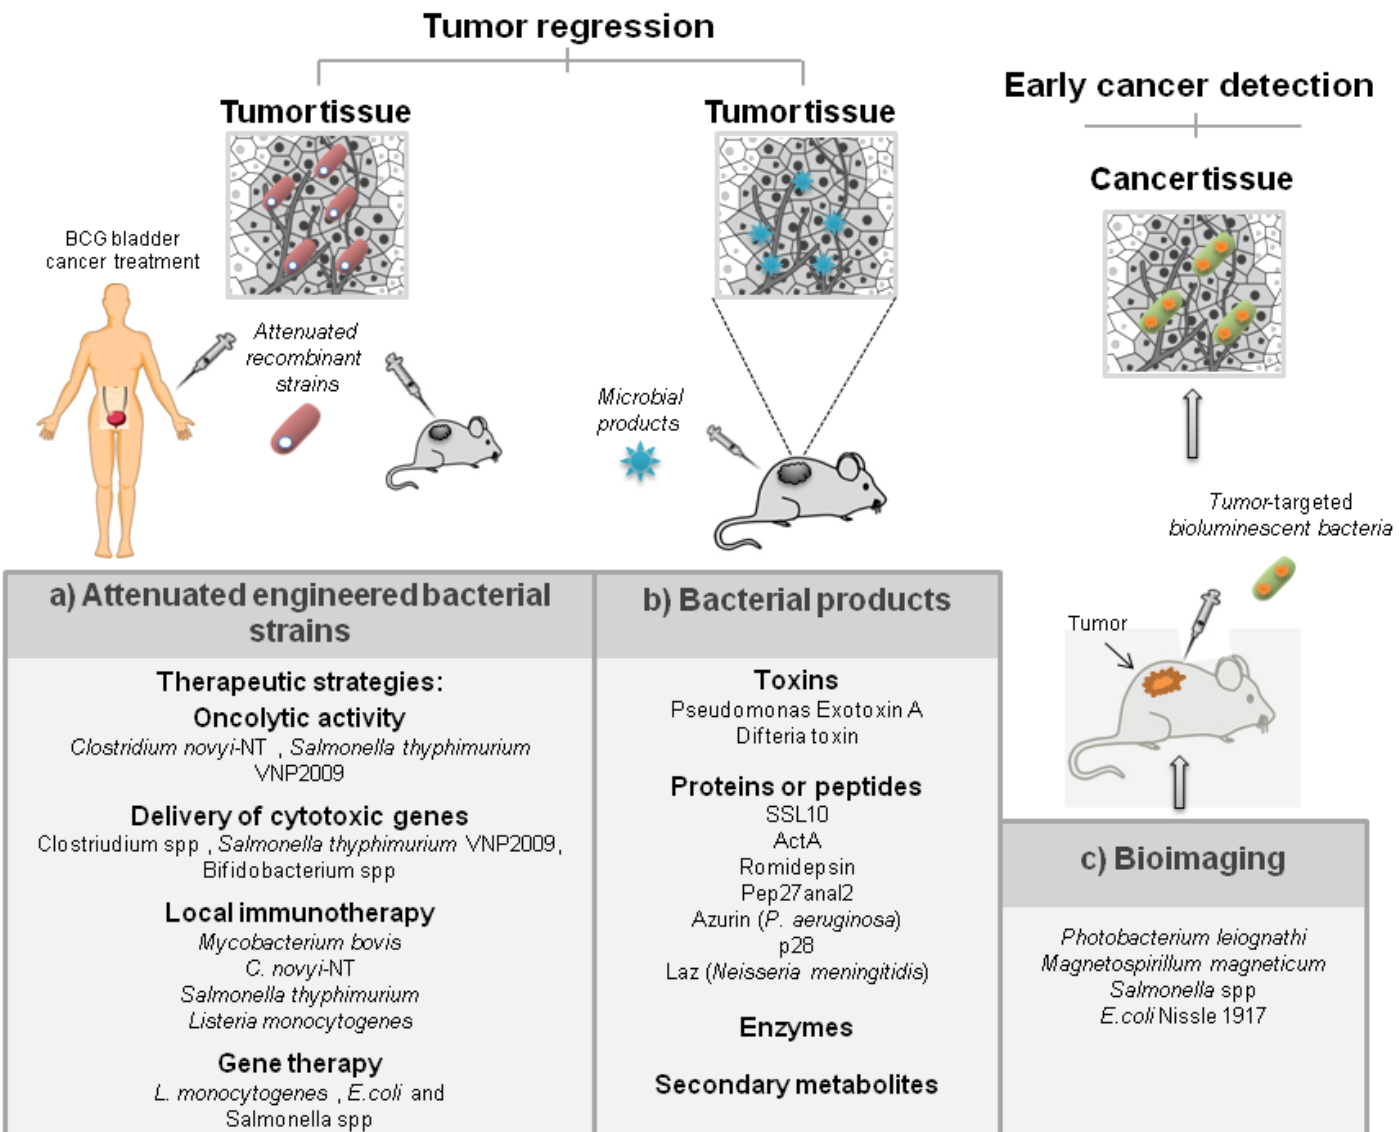 Tumor regression
Tumor tissue
Tumor tissue
Early cancer detection
Cancer tissue
BCG bladder
cancer treatment
Attenuated
recombinant
strains
Microbial
products
Tumor-targeted
bioluminescent bacteria
Tumor
a) Attenuated engineered bacterial
strains
Therapeutic strategies:
Oncolytic activity
Clostridium novyi-NT , Salmonella thyphimurium
VNP2009
Delivery of cytotoxic genes
Clostriudium spp , Salmonella thyphimurium VNP2009,
Bifidobacterium spp
Local immunotherapy
Mycobacterium bovis
C. novyi-NT
Salmonella thyphimurium
Listeria monocytogenes
Gene therapy
L. monocytogenes , E.coli and
Salmonella spp
b) Bacterial products
Toxins
Pseudomonas Exotoxin A
Difteria toxin
Proteins or peptides
SSL10
ActA
Romidepsin
Pep27anal2
Azurin (P. aeruginosa)
p28
Laz (Neisseria meningitidis)
Enzymes
Secondary metabolites
c) Bioimaging
Photobacterium leiognathi
Magnetospirillum magneticum
Salmonella spp
E.coli Nissle 1917